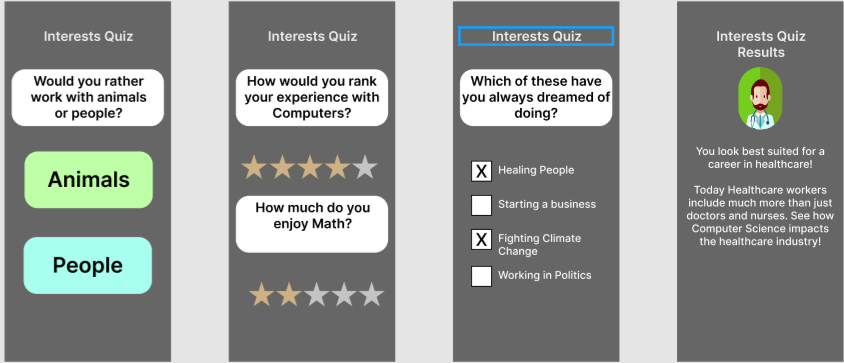 Interests Quiz
Would you rather
work with animals
or people?
Animals
People
Interests Quiz
How would you rank
your experience with
Computers?
How much do you
enjoy Math?
Interests Quiz
Which of these have
you always dreamed of
doing?
X Healing People
Starting a business
X Fighting Climate
Change
Working in Politics
Interests Quiz
Results
You look best suited for a
career in healthcare!
Today Healthcare workers
include much more than just
doctors and nurses. See how
Computer Science impacts
the healthcare industry!